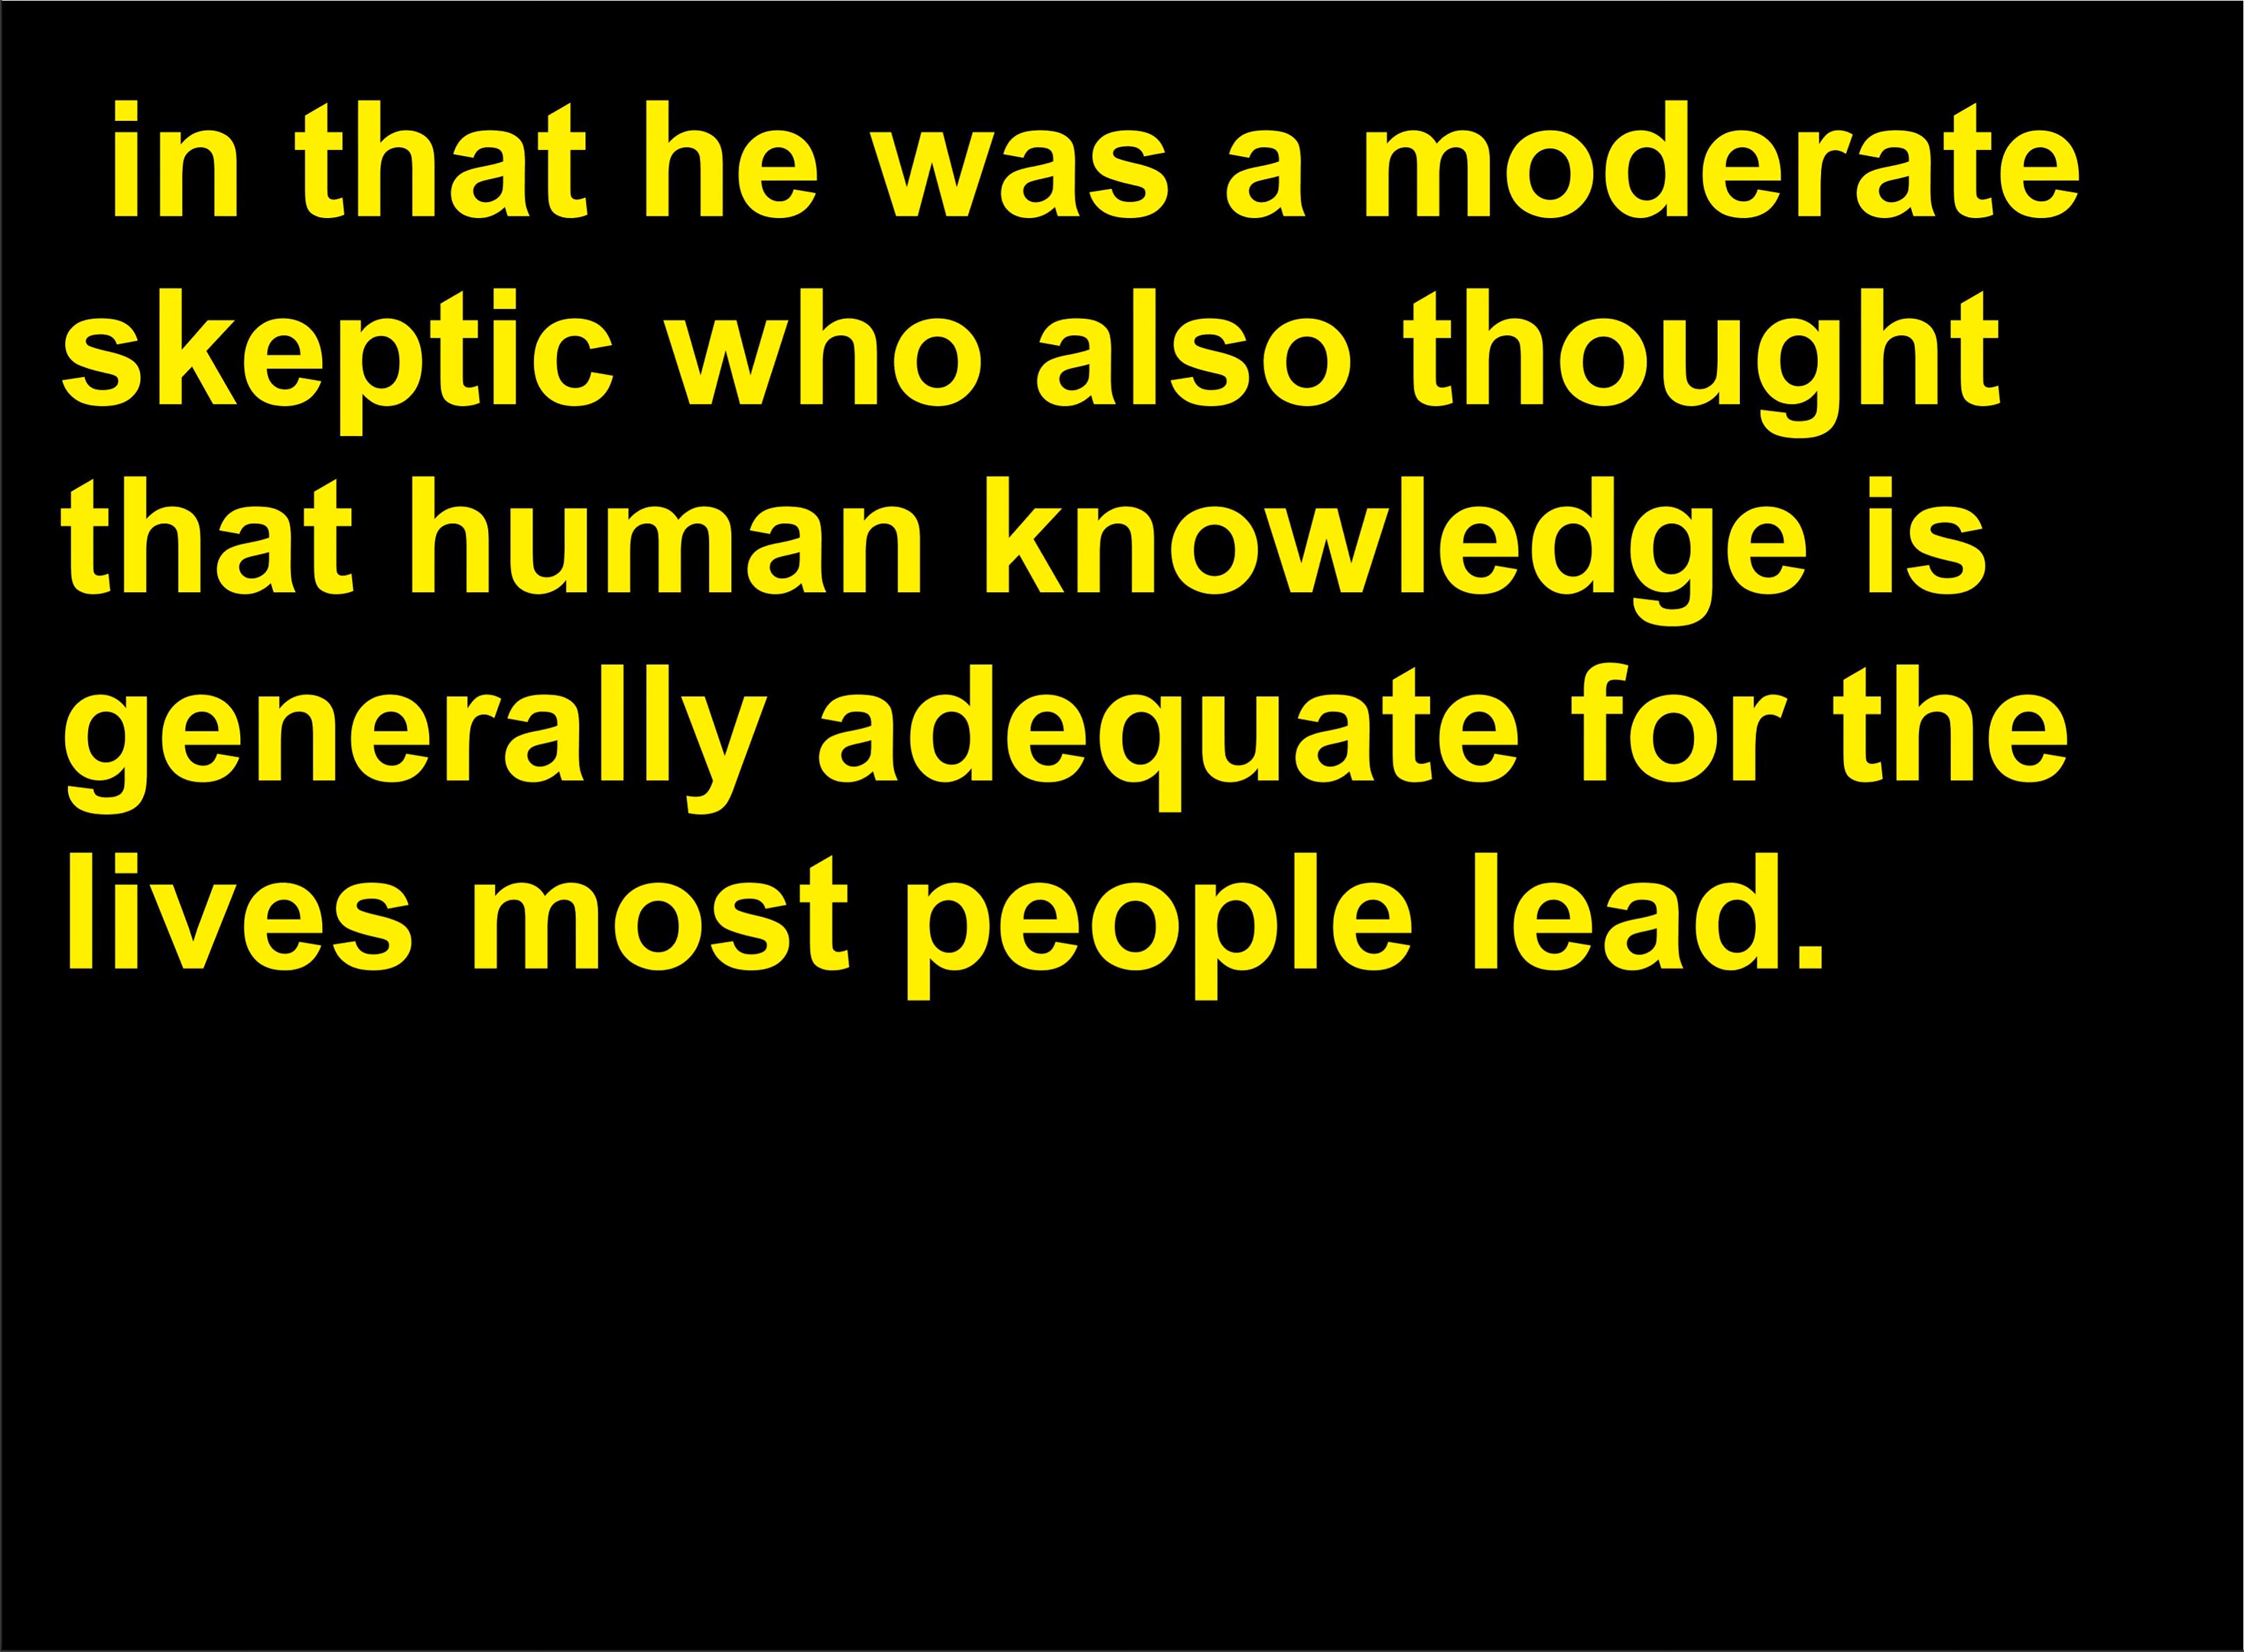 in that he was a moderate
skeptic who also thought
that human knowledge is
generally adequate for the
lives most people lead.